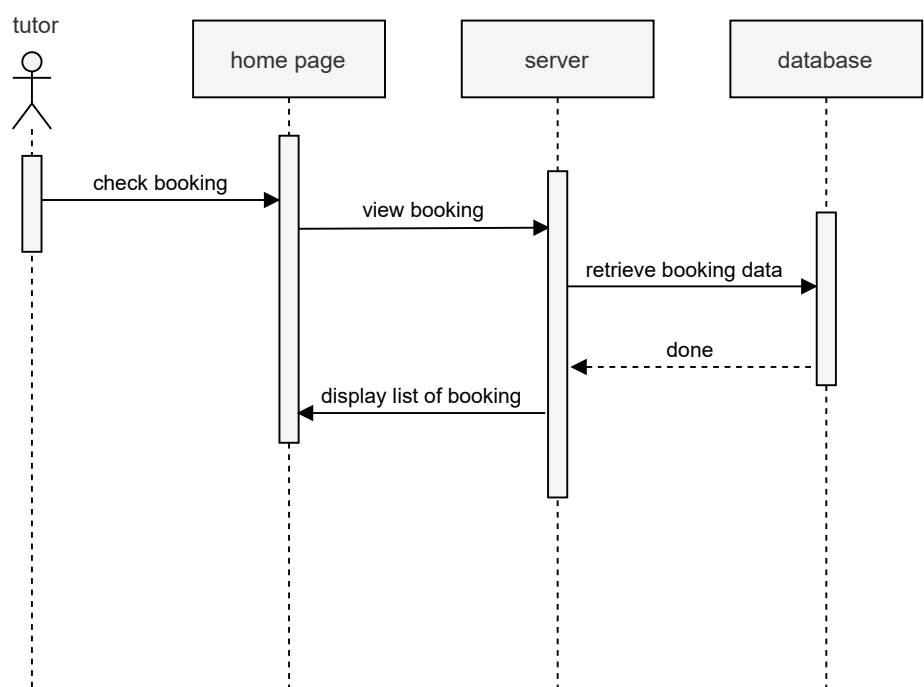 tutor
home page
server
database
check booking
view booking
retrieve booking data
done
display list of booking